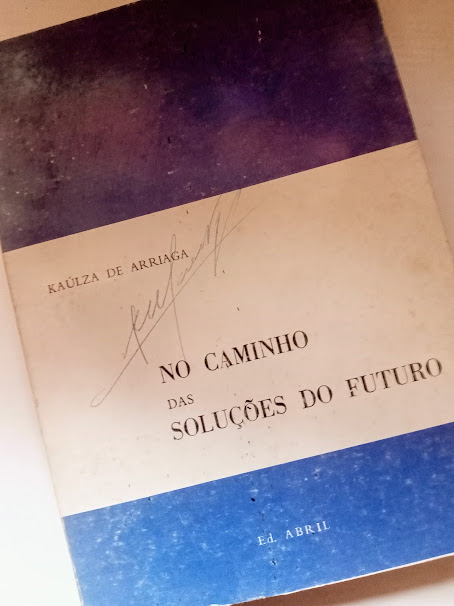 KAÚLZA DE ARRIAGA
NO CAMINHO
DAS
SOLUÇÕES DO FUTURO
Ed. ABRIL